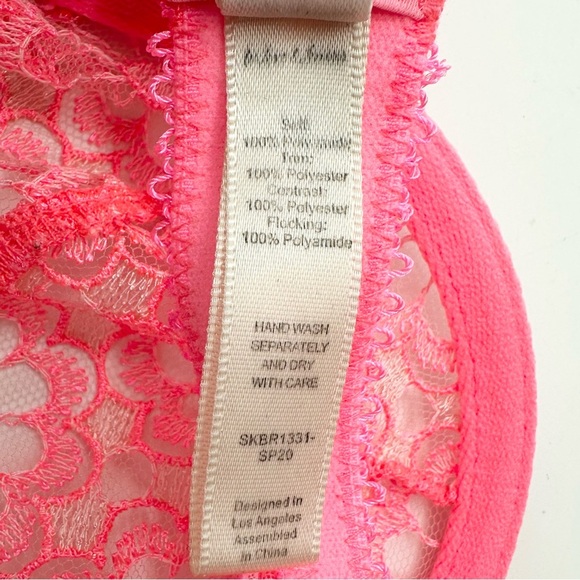 Self:
100% Polyamide
Trim:
100% Polyester
Contrast:
100% Polyester
Flocking:
100% Polyamide
HAND WASH
SEPARATELY
AND DRY
WITH CARE
SKBR1331-
SP20
Designed in
Los Angeles
Assembled
in China